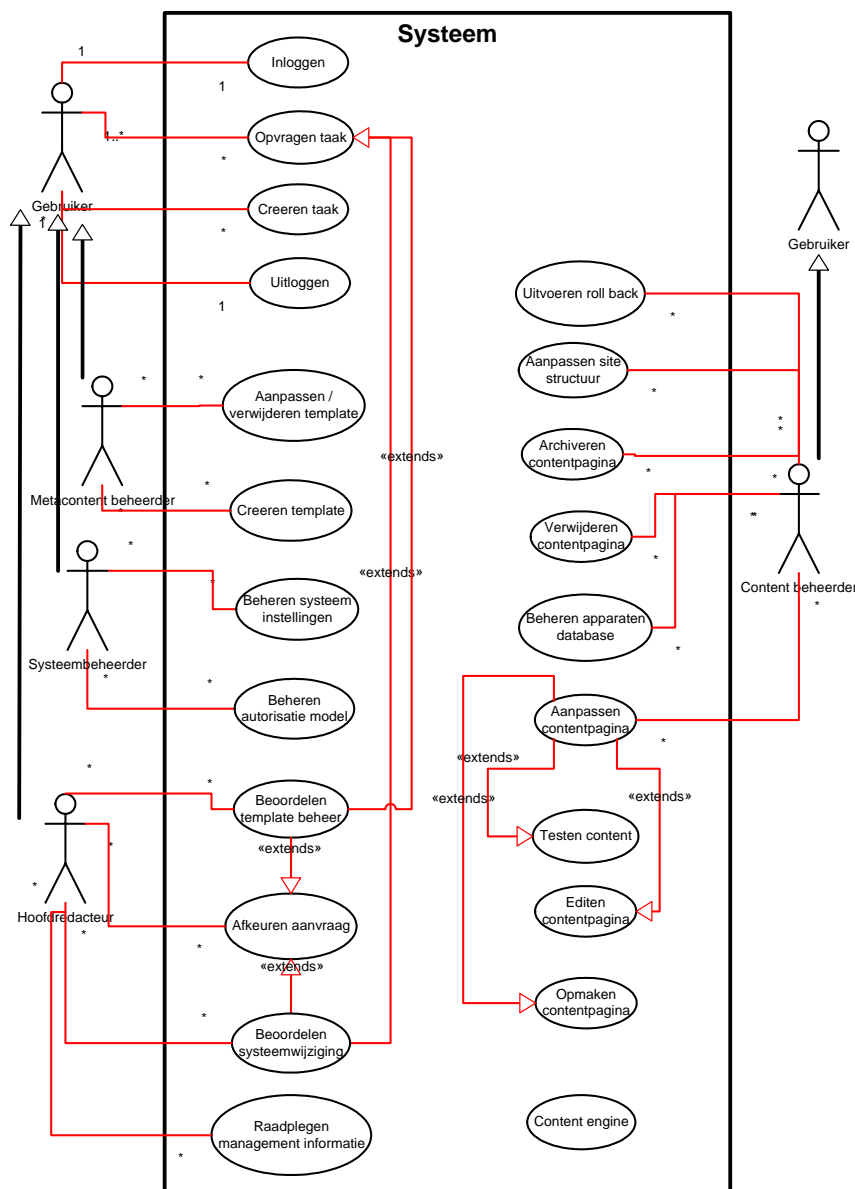 Systeem
1
Inloggen
1
1..*
Opvragen taak
*
Gebruiker
Gebruiker
1
*
Creeren taak
*
Uitloggen
1
Uitvoeren roll back
*
Aanpassen site
structuur
*
*
*
Aanpassen /
verwijderen template
*
*
Archiveren
contentpagina
*
*
«extends»
Metacontent beheerder
*
*
Creeren template
**
Verwijderen
contentpagina
*
*
«extends»
Content beheerder
*
Beheren systeem
instellingen
*
Beheren apparaten
database
*
Systeembeheerder
*
*
Beheren
autorisatie model
Aanpassen
contentpagina
*
«extends»
*
*
Beoordelen
template beheer
«extends»
«extends»
*
«extends»
Testen content
*
Hoofdredacteur
*
Afkeuren aanvraag
*
Editen
contentpagina
«extends»
Opmaken
contentpagina
*
Beoordelen
systeemwijziging
Raadplegen
management informatie
*
Content engine